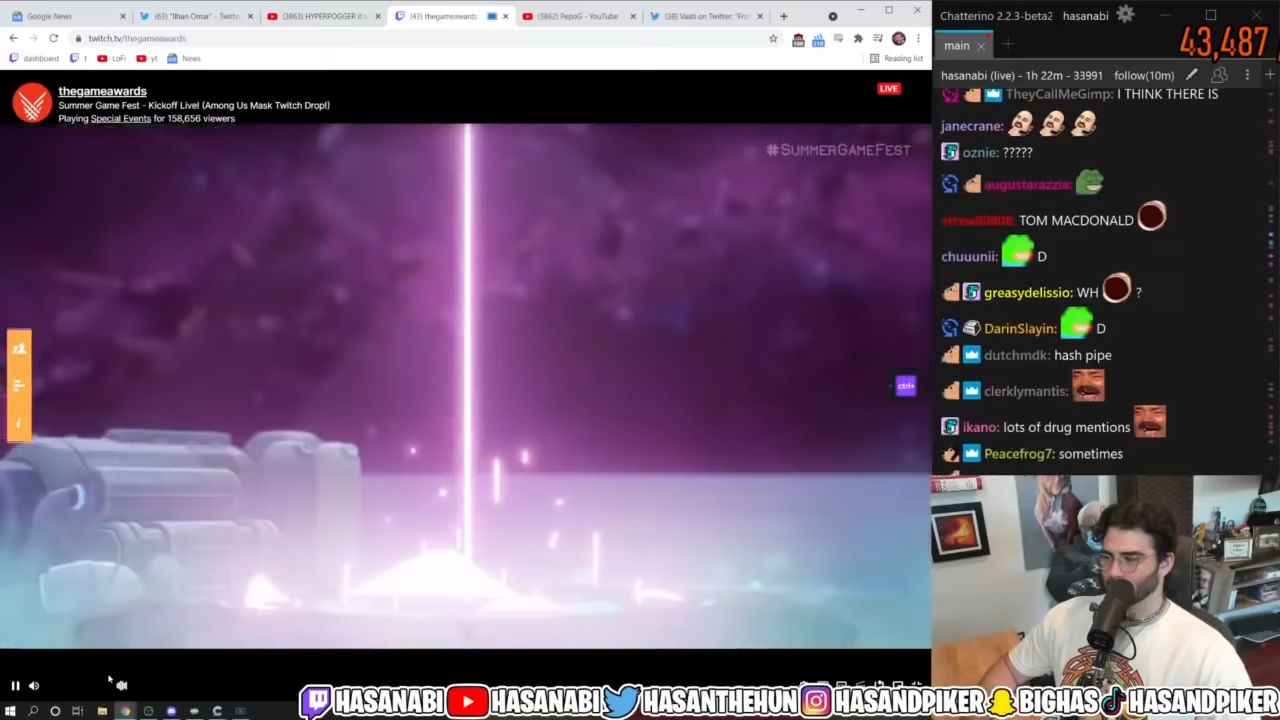 Google News
(63) "Ilhan Omar" - Twitte
(3863) HYPERPOGGER it's
(43) thegameawards
(3862) PepoG - YouTube
(38) Vaati on Twitter: "Fron
twitch.tv/thegameawards
dashboard
t
LoFi
yt
News
Reading list
thegameawards
Summer Game Fest - Kickoff Live! (Among Us Mask Twitch Drop!)
Playing Special Events for 158,656 viewers
LIVE
#SUMMERGAMEFEST
ctrl+
Chatterino 2.2.3-beta2
hasanabi
main
43,487
hasanabi (live) - 1h 22m - 33991
follow(10m)
TheyCallMeGimp: I THINK THERE IS
janecrane:
oznie: ?????
augustarazzia:
TOM MACDONALD
chuuunii: D
greasydelissio: WH ?
DarinSlayin: D
dutchmdk: hash pipe
clerklymantis:
ikano: lots of drug mentions
Peacefrog7: sometimes
HASANABI HASANABI HASANTHEHUN HASANDPIKER BIGHAS HASANDPIKER